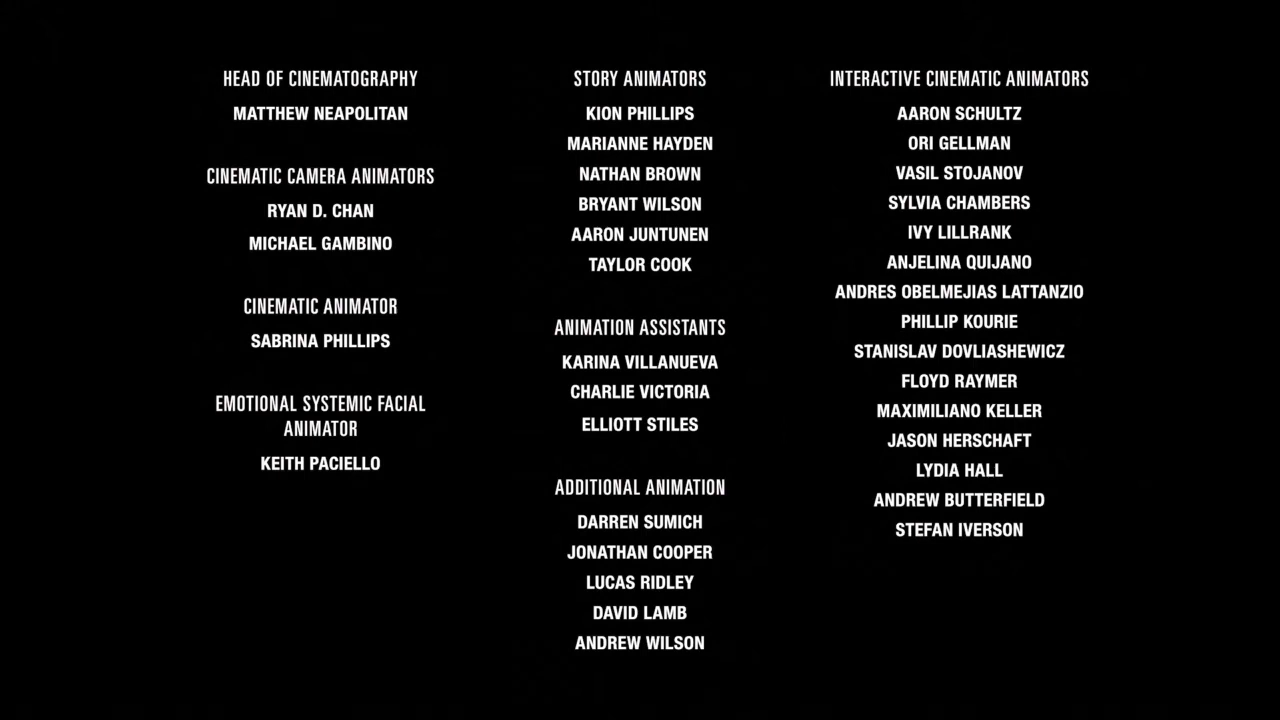 HEAD OF CINEMATOGRAPHY
MATTHEW NEAPOLITAN
CINEMATIC CAMERA ANIMATORS
RYAN D. CHAN
MICHAEL GAMBINO
CINEMATIC ANIMATOR
SABRINA PHILLIPS
EMOTIONAL SYSTEMIC FACIAL
ANIMATOR
KEITH PACIELLO
STORY ANIMATORS
KION PHILLIPS
MARIANNE HAYDEN
NATHAN BROWN
BRYANT WILSON
AARON JUNTUNEN
TAYLOR COOK
ANIMATION ASSISTANTS
KARINA VILLANUEVA
CHARLIE VICTORIA
ELLIOTT STILES
ADDITIONAL ANIMATION
DARREN SUMICH
JONATHAN COOPER
LUCAS RIDLEY
DAVID LAMB
ANDREW WILSON
INTERACTIVE CINEMATIC ANIMATORS
AARON SCHULTZ
ORI GELLMAN
VASIL STOJANOV
SYLVIA CHAMBERS
IVY LILLRANK
ANJELINA QUIJANO
ANDRES OBELMEJIAS LATTANZIO
PHILLIP KOURIE
STANISLAV DOVLIASHEWICZ
FLOYD RAYMER
MAXIMILIANO KELLER
JASON HERSCHAFT
LYDIA HALL
ANDREW BUTTERFIELD
STEFAN IVERSON